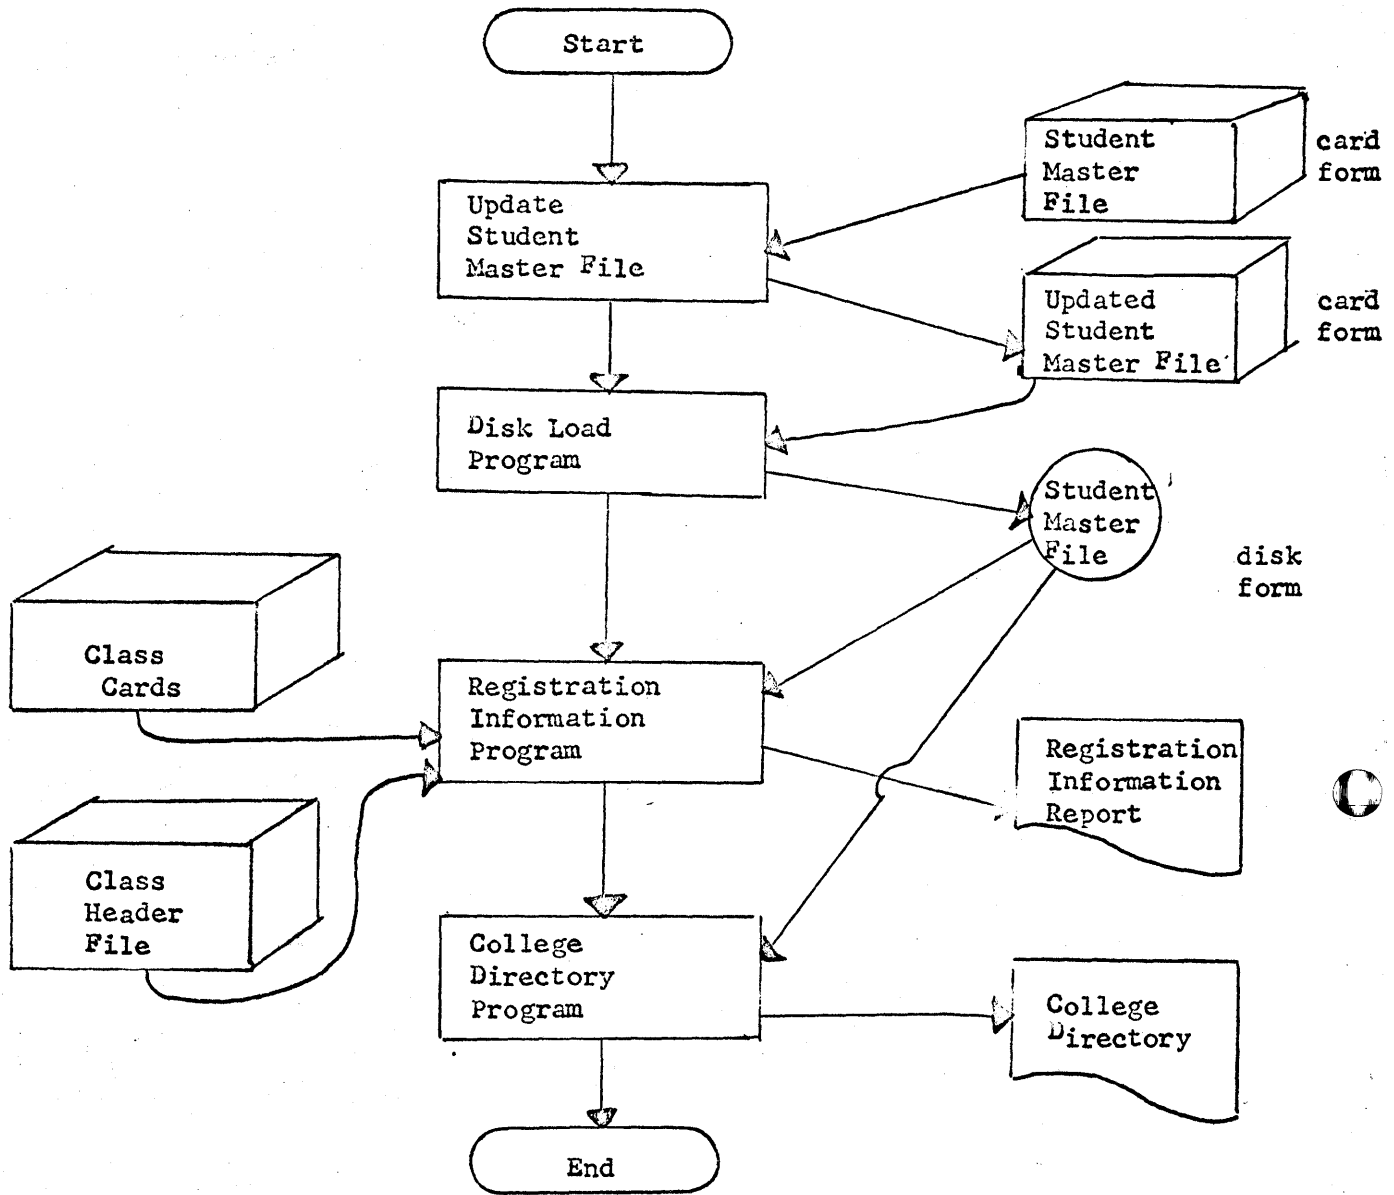 Start
Student
Master
File
card
form
Update
Student
Master File
Updated
Student
Master File
card
form
Disk Load
Program
Student
Master
File
disk
form
Class
Cards
Registration
Information
Program
Registration
Information
Report
Class
Header
File
College
Directory
Program
College
Directory
End